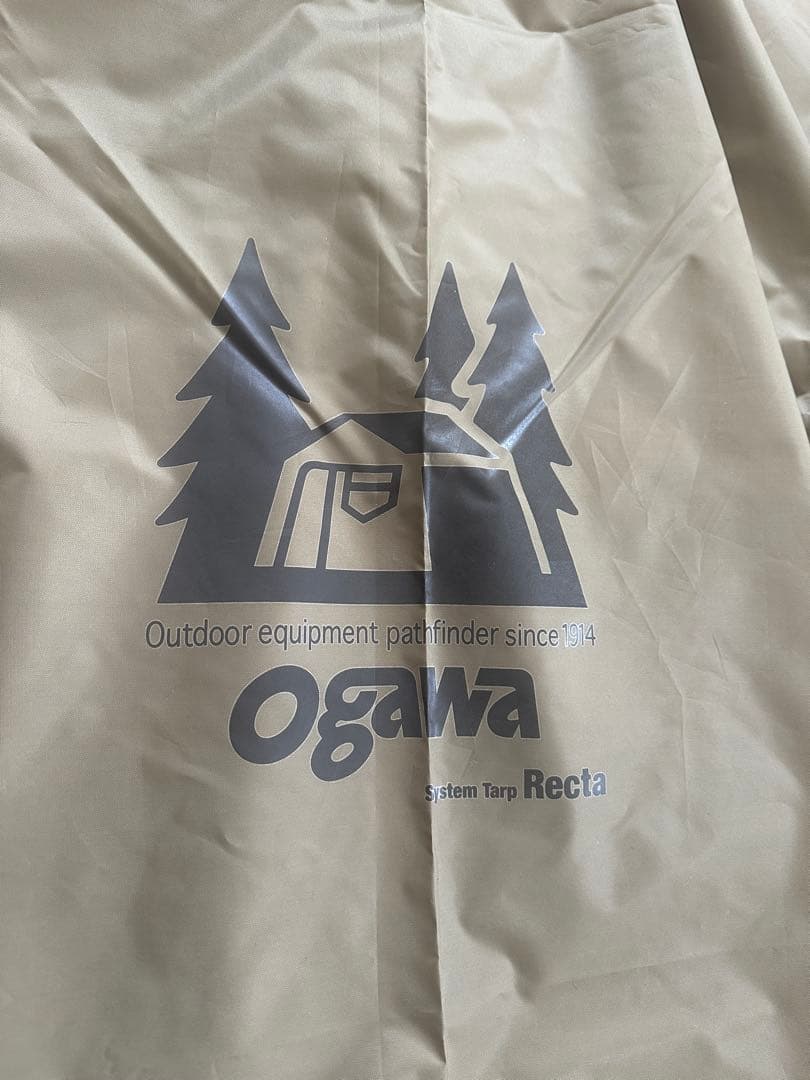 Outdoor equipment pathfinder since 1914
Ogawa
System Tarp Recta